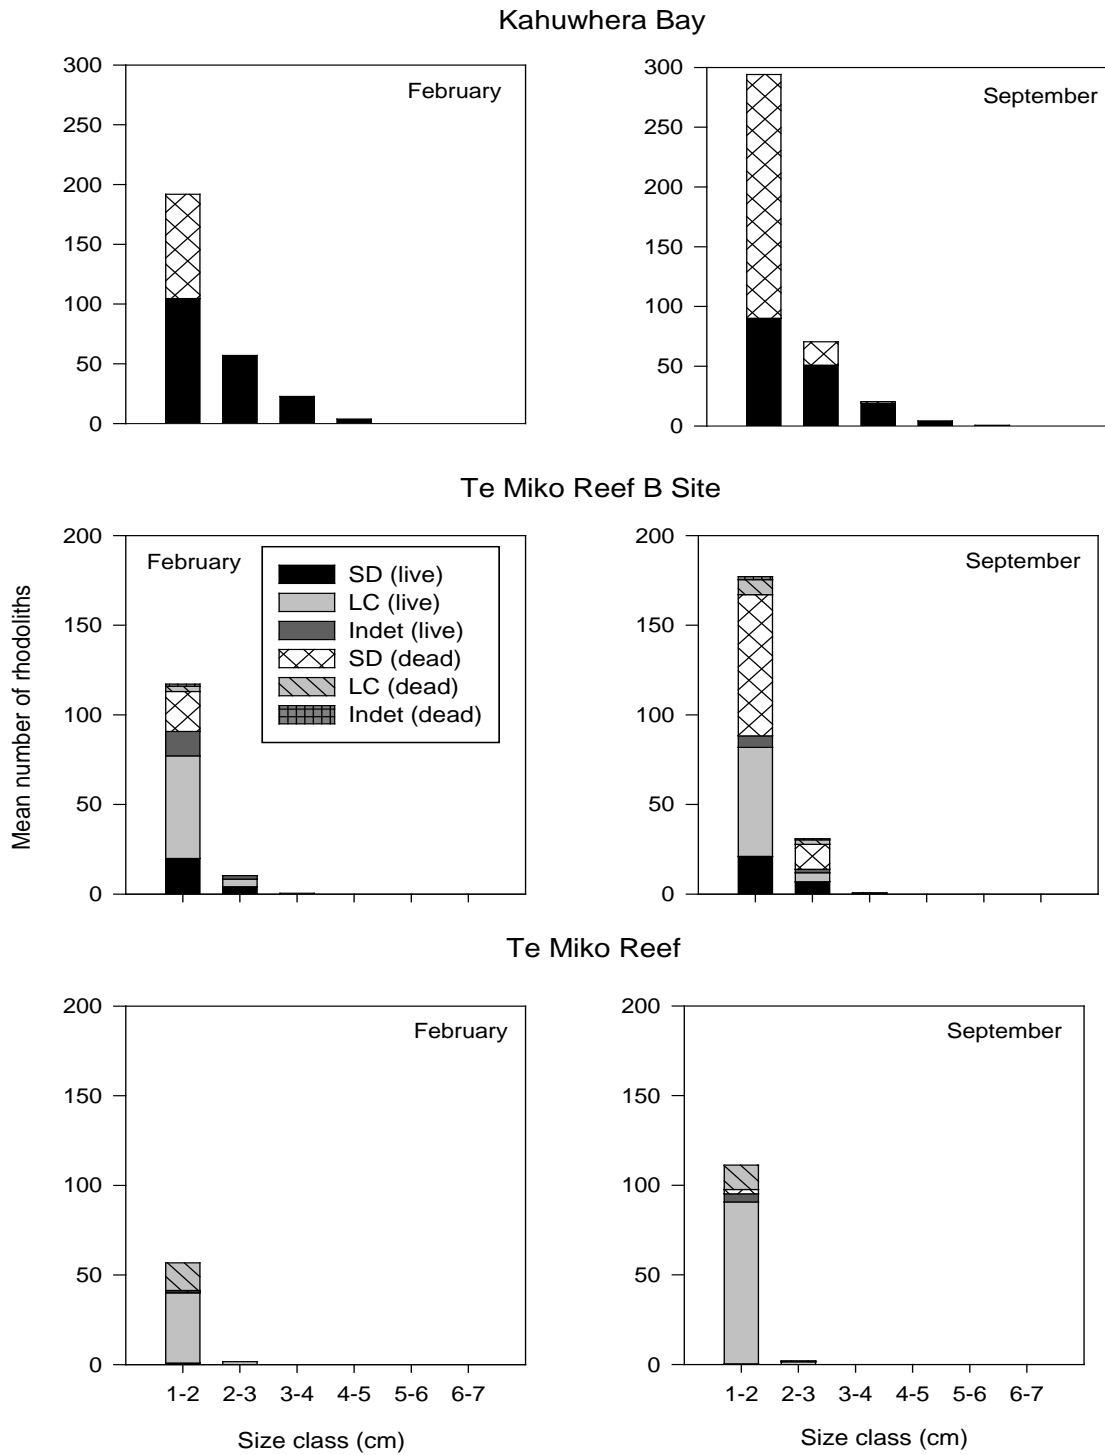 Kahuwhera Bay
February
300
250
200
150
100
50
0
September
300
250
200
150
100
50
0
Te Miko Reef B Site
Mean number of rhodoliths
February
200
150
100
50
0
SD (live)
LC (live)
Indet (live)
SD (dead)
LC (dead)
Indet (dead)
September
200
150
100
50
0
Te Miko Reef
February
200
150
100
50
0
1-2 2-3 3-4 4-5 5-6 6-7
Size class (cm)
September
200
150
100
50
0
1-2 2-3 3-4 4-5 5-6 6-7
Size class (cm)